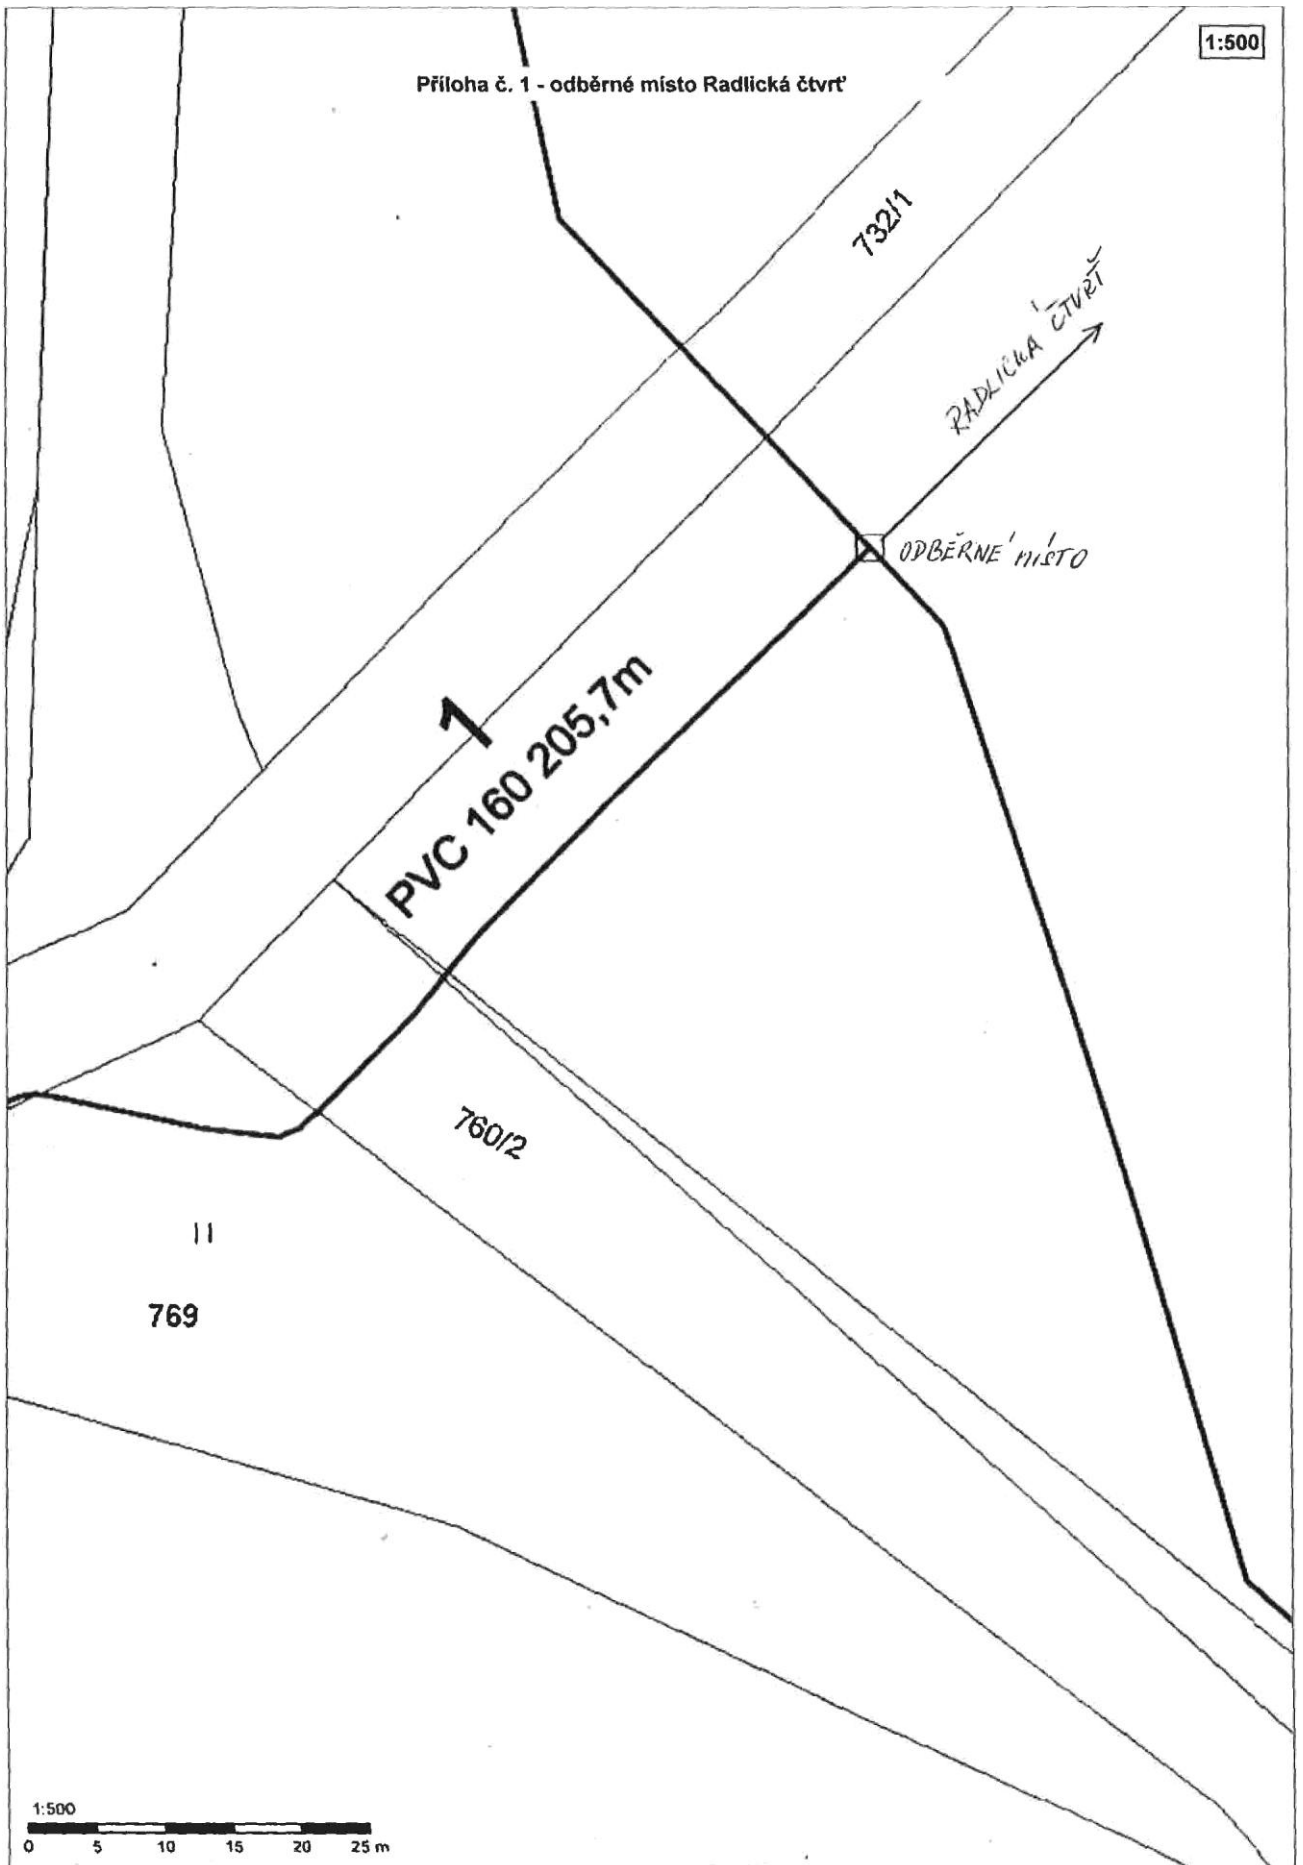 1:500
Příloha č. 1 - odběrné místo Radlická čtvrť
732/1
RADLICKÁ ČTVRŤ
ODBĚRNÉ MÍSTO
1
PVC 160 205,7m
760/2
769
1:500
0 5 10 15 20 25 m